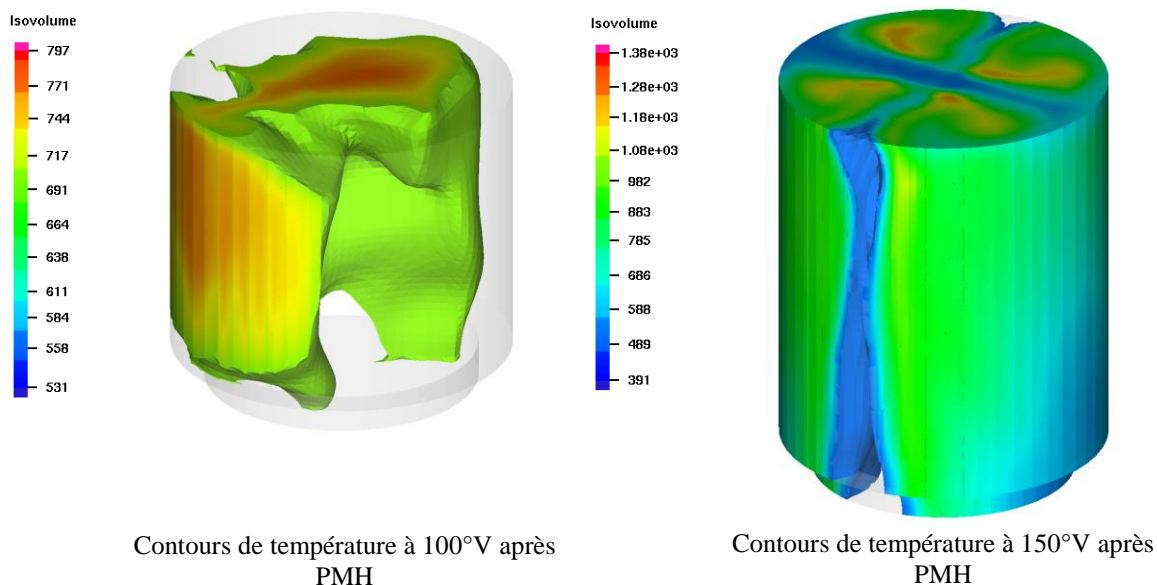 Isovolume
797
771
744
717
691
664
638
611
584
558
531
Isovolume
1.38e+03
1.28e+03
1.18e+03
1.08e+03
982
883
785
686
588
489
391
Contours de température à 100°V après
PMH
Contours de température à 150°V après
PMH